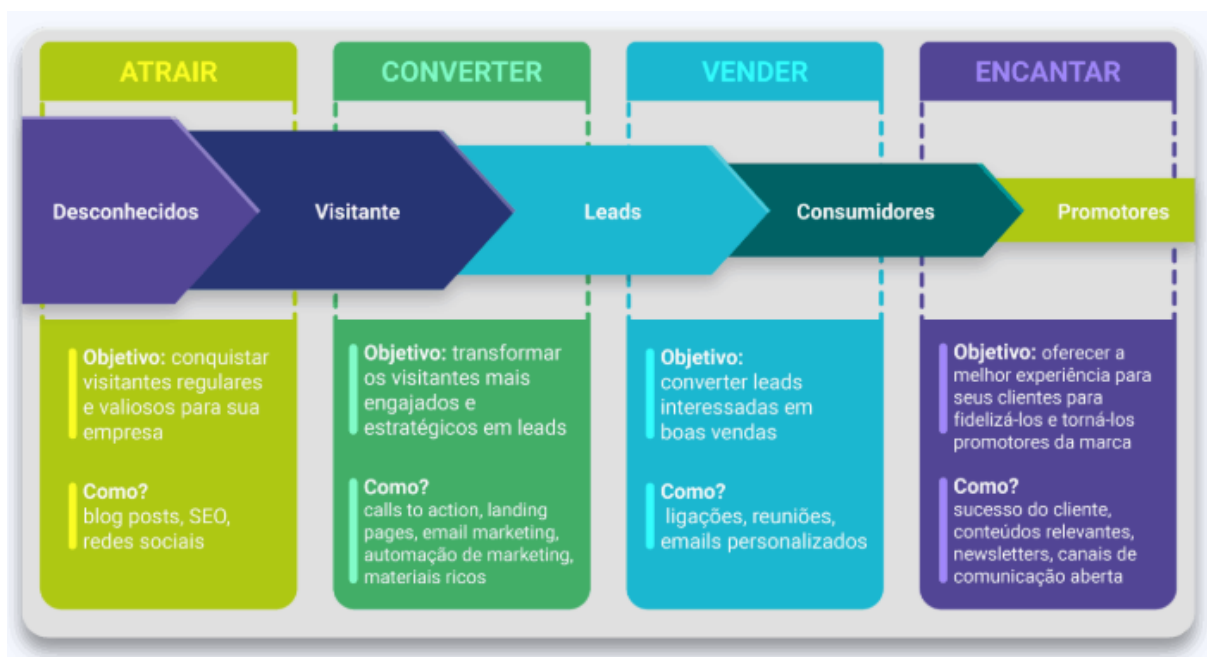 ATRAIR
CONVERTER
VENDER
ENCANTAR
Desconhecidos
Visitante
Leads
Consumidores
Promotores
Objetivo: conquistar
visitantes regulares
e valiosos para sua
empresa
Como?
blog posts, SEO,
redes sociais
Objetivo: transformar
os visitantes mais
engajados e
estratégicos em leads
Como?
calls to action, landing
pages, email marketing,
automação de marketing,
materiais ricos
Objetivo:
converter leads
interessadas em
boas vendas
Como?
ligações, reuniões,
emails personalizados
Objetivo: oferecer a
melhor experiência para
seus clientes para
fidelizá-los e torná-los
promotores da marca
Como?
sucesso do cliente,
conteúdos relevantes,
newsletters, canais de
comunicação aberta